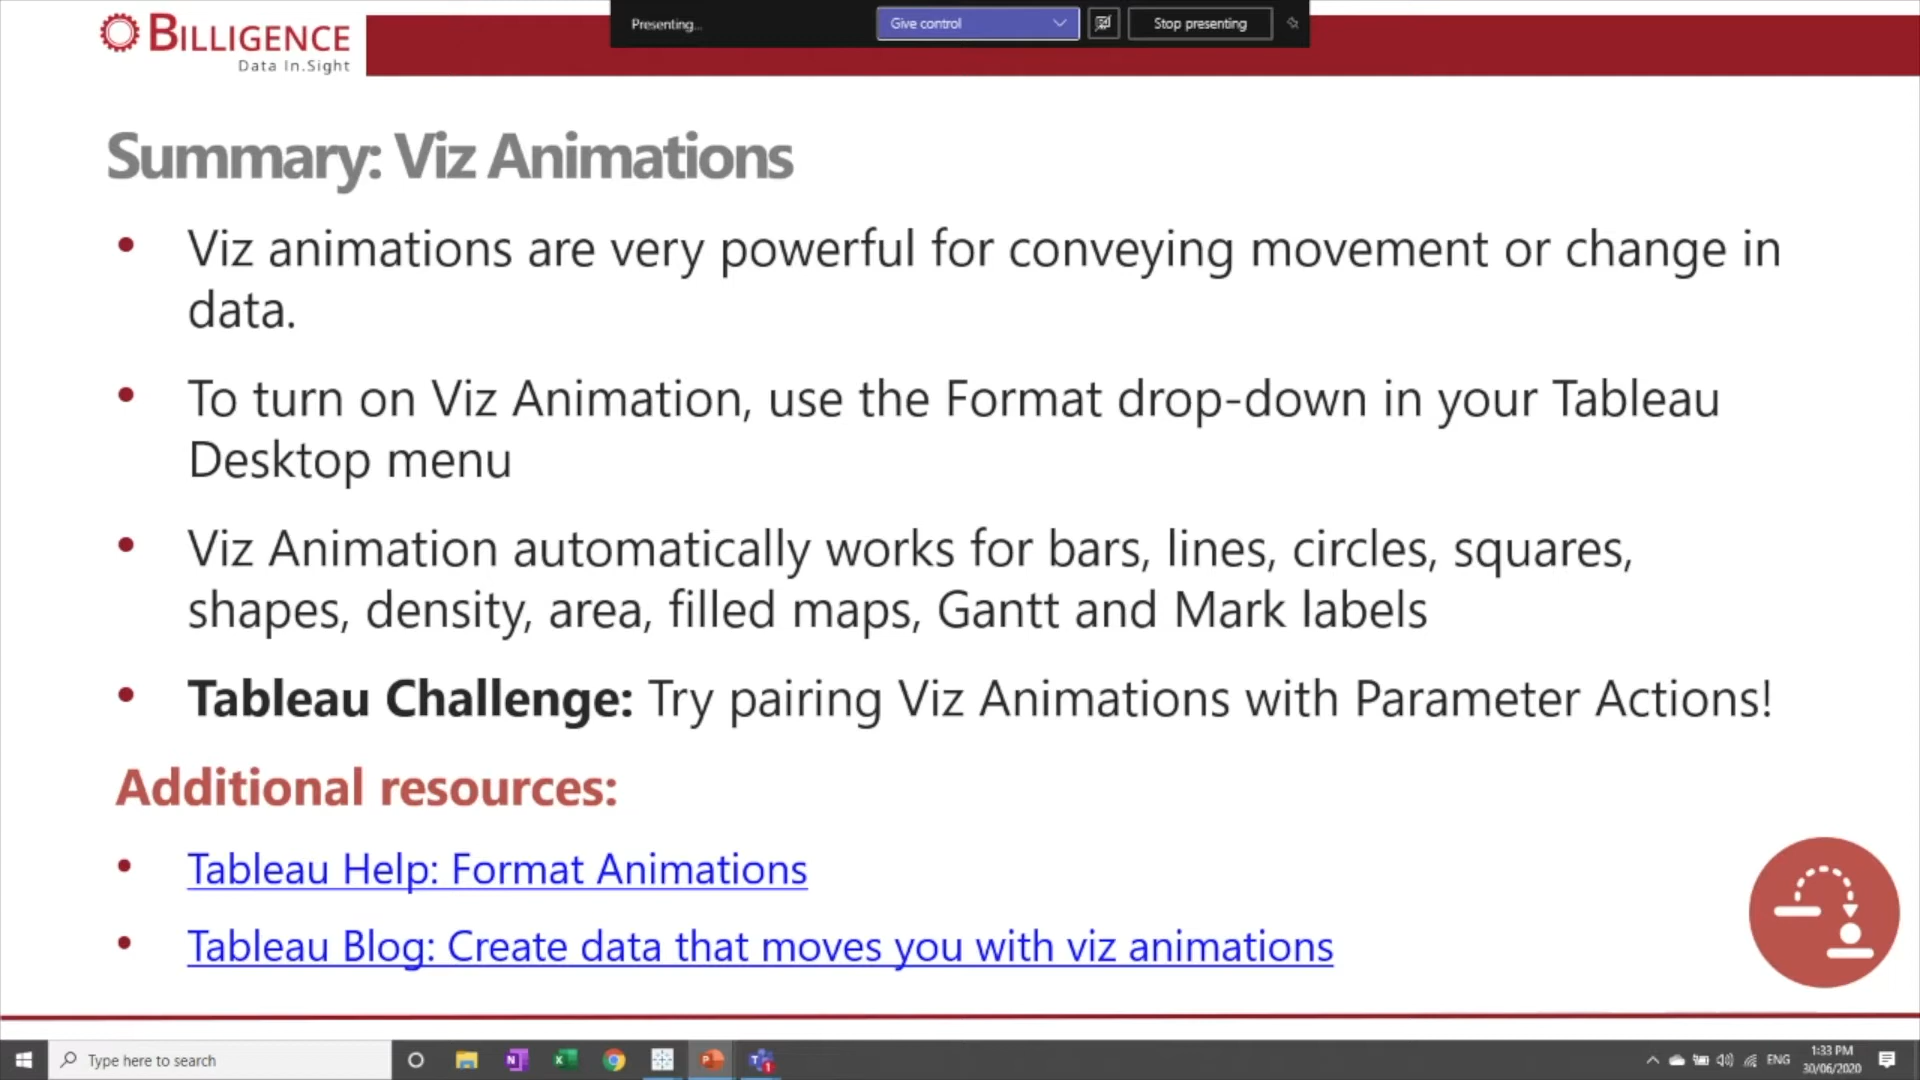 Presenting...
Give control
Stop presenting
BILLIGENCE
Data In.Sight
Summary: Viz Animations
• Viz animations are very powerful for conveying movement or change in
data.
• To turn on Viz Animation, use the Format drop-down in your Tableau
Desktop menu
• Viz Animation automatically works for bars, lines, circles, squares,
shapes, density, area, filled maps, Gantt and Mark labels
• Tableau Challenge: Try pairing Viz Animations with Parameter Actions!
Additional resources:
• Tableau Help: Format Animations
• Tableau Blog: Create data that moves you with viz animations
Type here to search
ENG
1:33 PM
30/06/2020